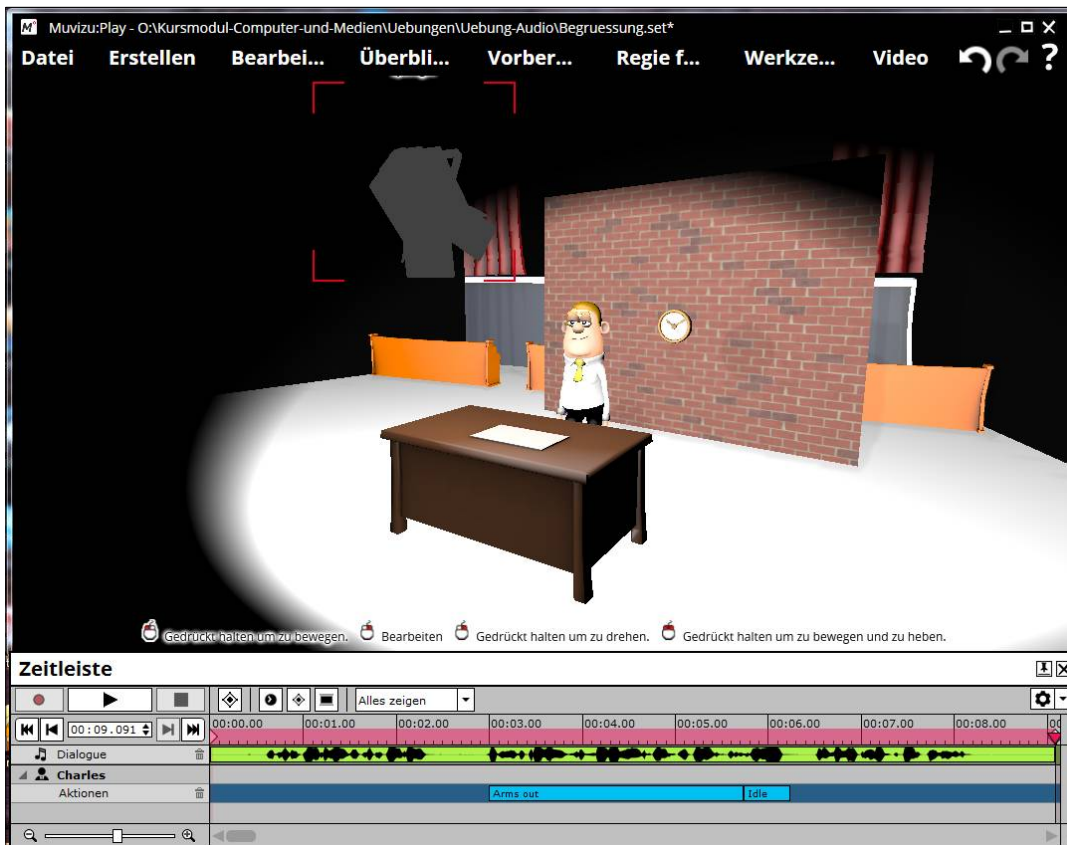 Muvizu:Play - O:\Kursmodul-Computer-und-Medien\Uebungen\Uebung-Audio\Begruessung.set*
Datei Erstellen Bearbei... Überbli... Vorber... Regie f... Werkze... Video ?
Gedrückt halten um zu bewegen. Bearbeiten Gedrückt halten um zu drehen. Gedrückt halten um zu bewegen und zu heben.
Zeitleiste
Alles zeigen
00:09.091 00:00.00 00:01.00 00:02.00 00:03.00 00:04.00 00:05.00 00:06.00 00:07.00 00:08.00
Dialogue
Charles
Aktionen Arms out Idle